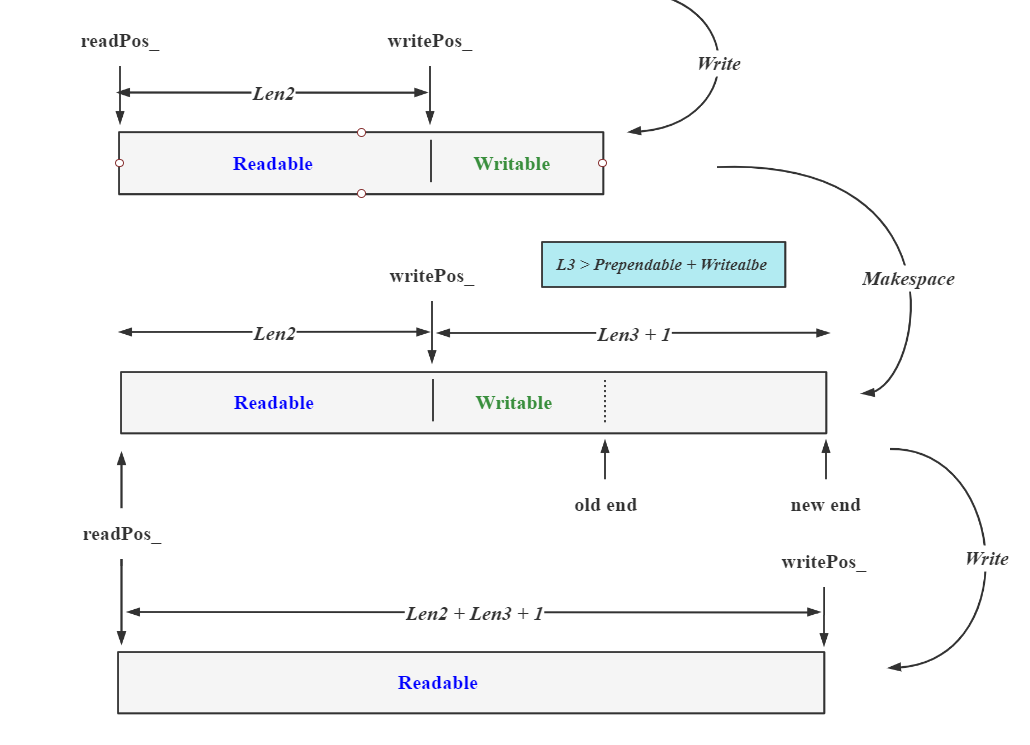 readPos_
writePos_
Write
Len2
Readable
Writable
L3 > Prependable + Writealbe
writePos_
Makespace
Len2
Len3 + 1
Readable
Writable
old end
new end
readPos_
writePos_
Write
Len2 + Len3 + 1
Readable